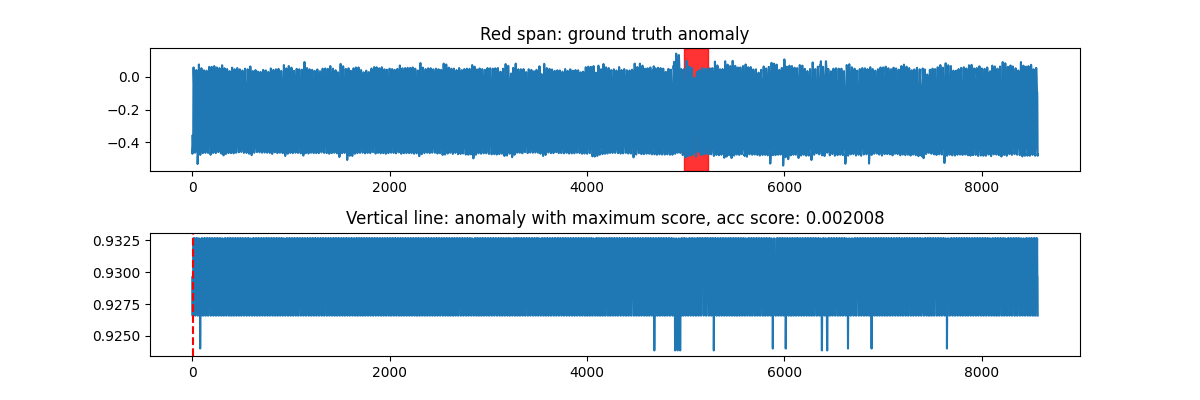 Red span: ground truth anomaly
0.0
−0.2
−0.4
0 2000 4000 6000 8000
Vertical line: anomaly with maximum score, acc score: 0.002008
0.9325
0.9300
0.9275
0.9250
0 2000 4000 6000 8000